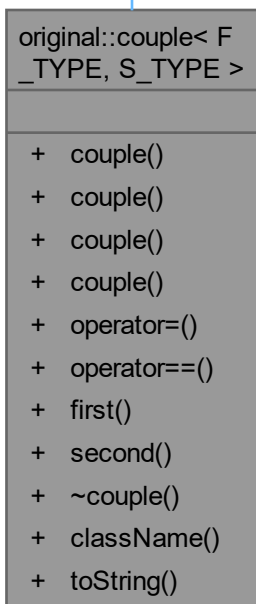 original::couple< F
_TYPE, S_TYPE >
+ couple()
+ couple()
+ couple()
+ couple()
+ operator=()
+ operator==()
+ first()
+ second()
+ ~couple()
+ className()
+ toString()